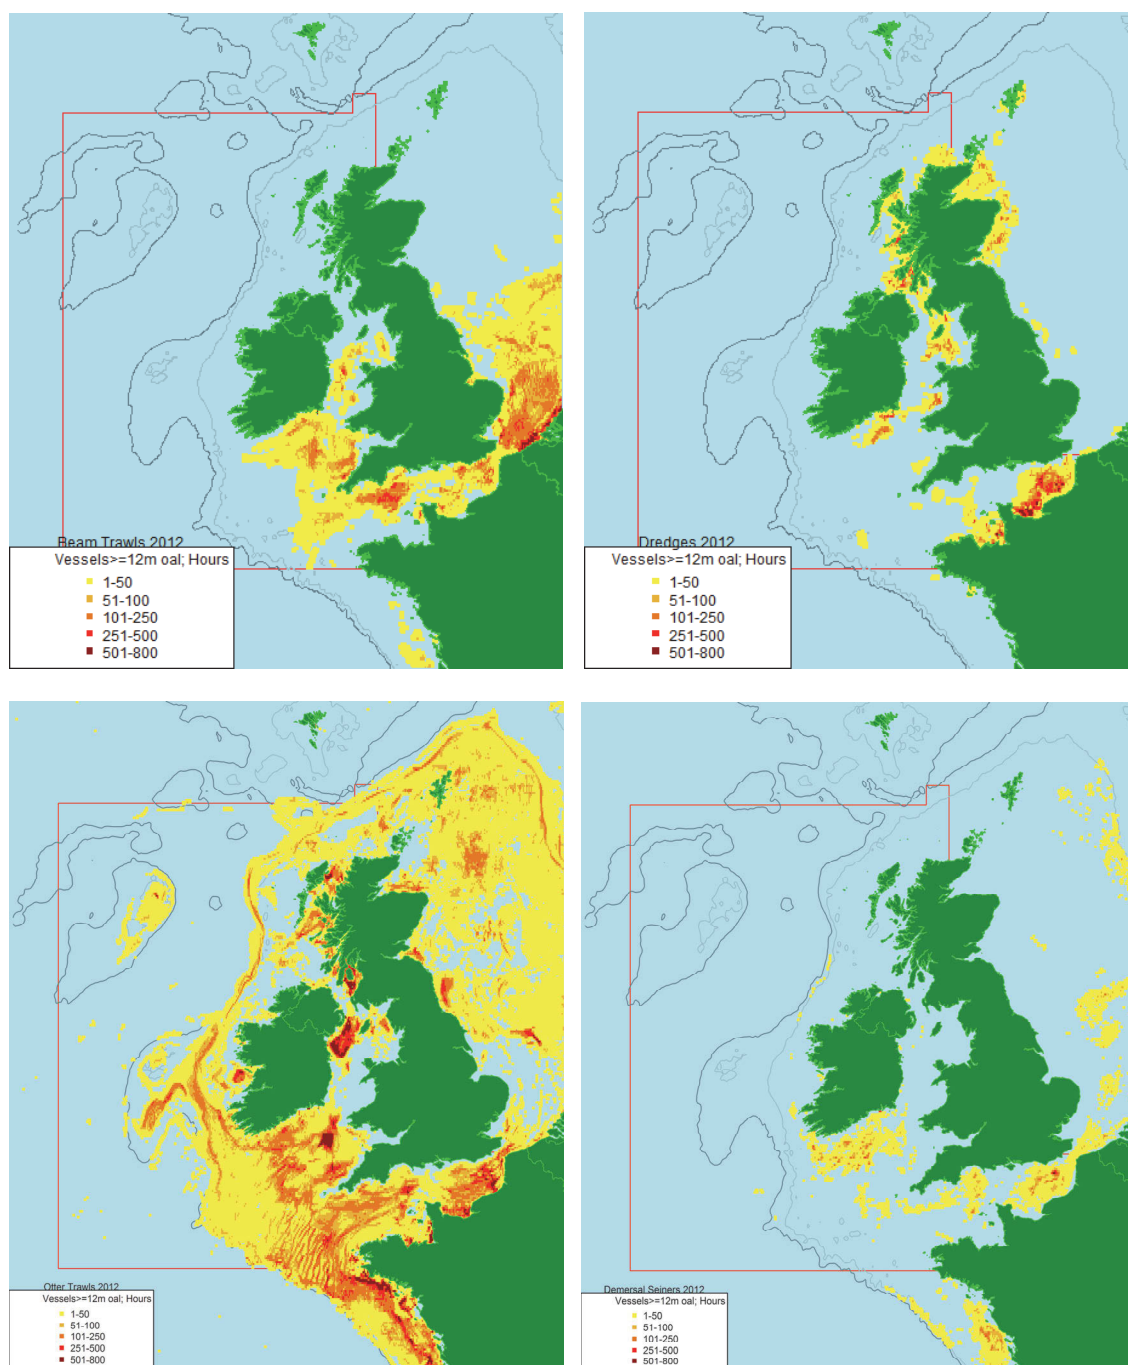 Beam Trawls 2012
Vessels>=12m oal; Hours
1-50
51-100
101-250
251-500
501-800
Dredges 2012
Vessels>=12m oal; Hours
1-50
51-100
101-250
251-500
501-800
Otter Trawls 2012
Vessels>=12m oal; Hours
1-50
51-100
101-250
251-500
501-800
Demersal Seiners 2012
Vessels>=12m oal; Hours
1-50
51-100
101-250
251-500
501-800